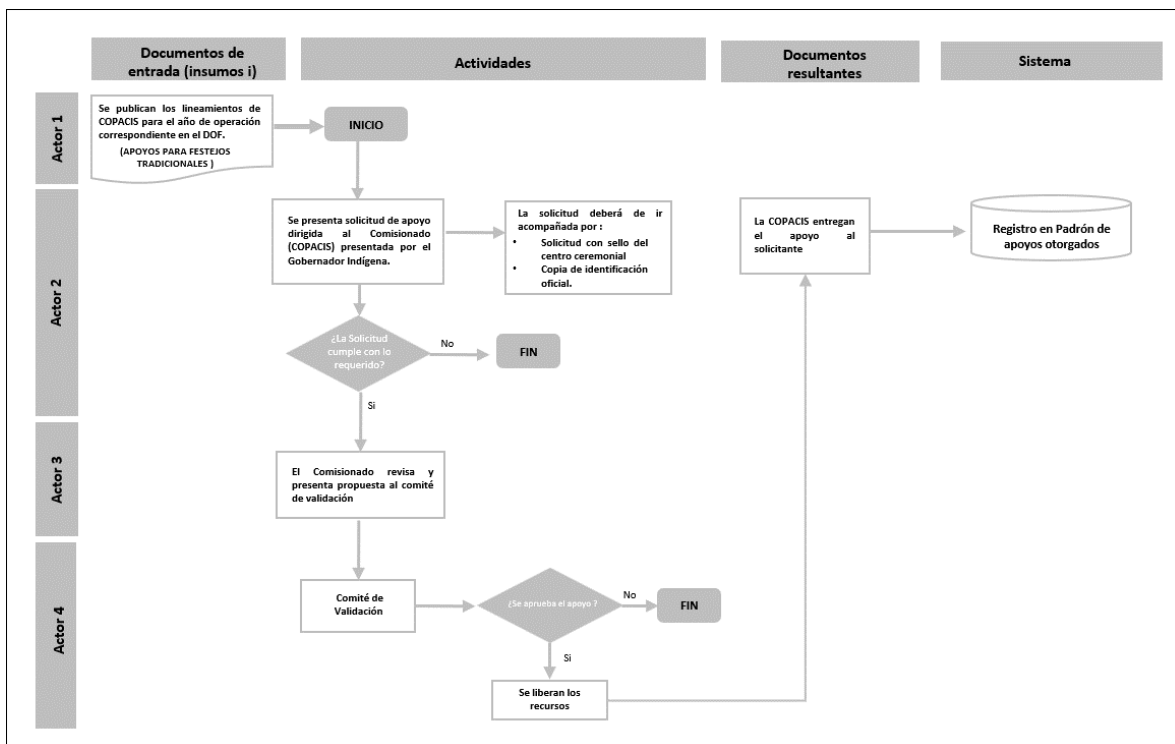 Documentos de
entrada (insumos i)
Actividades
Documentos
resultantes
Sistema
Actor 1
Se publican los lineamientos de
COPACIS para el año de operación
correspondiente en el DOF.
(APOYOS PARA FESTEJOS
TRADICIONALES )
INICIO
Actor 2
Se presenta solicitud de apoyo
dirigida al Comisionado
(COPACIS) presentada por el
Gobernador Indígena.
La solicitud deberá de ir
acompañada por :
• Solicitud con sello del
centro ceremonial
• Copia de identificación
oficial.
La COPACIS entregan
el apoyo al
solicitante
Registro en Padrón de
apoyos otorgados
¿La Solicitud
cumple con lo
requerido?
No
FIN
Si
Actor 3
El Comisionado revisa y
presenta propuesta al comité
de validación
Actor 4
Comité de
Validación
¿Se aprueba el apoyo ?
No
FIN
Si
Se liberan los
recursos